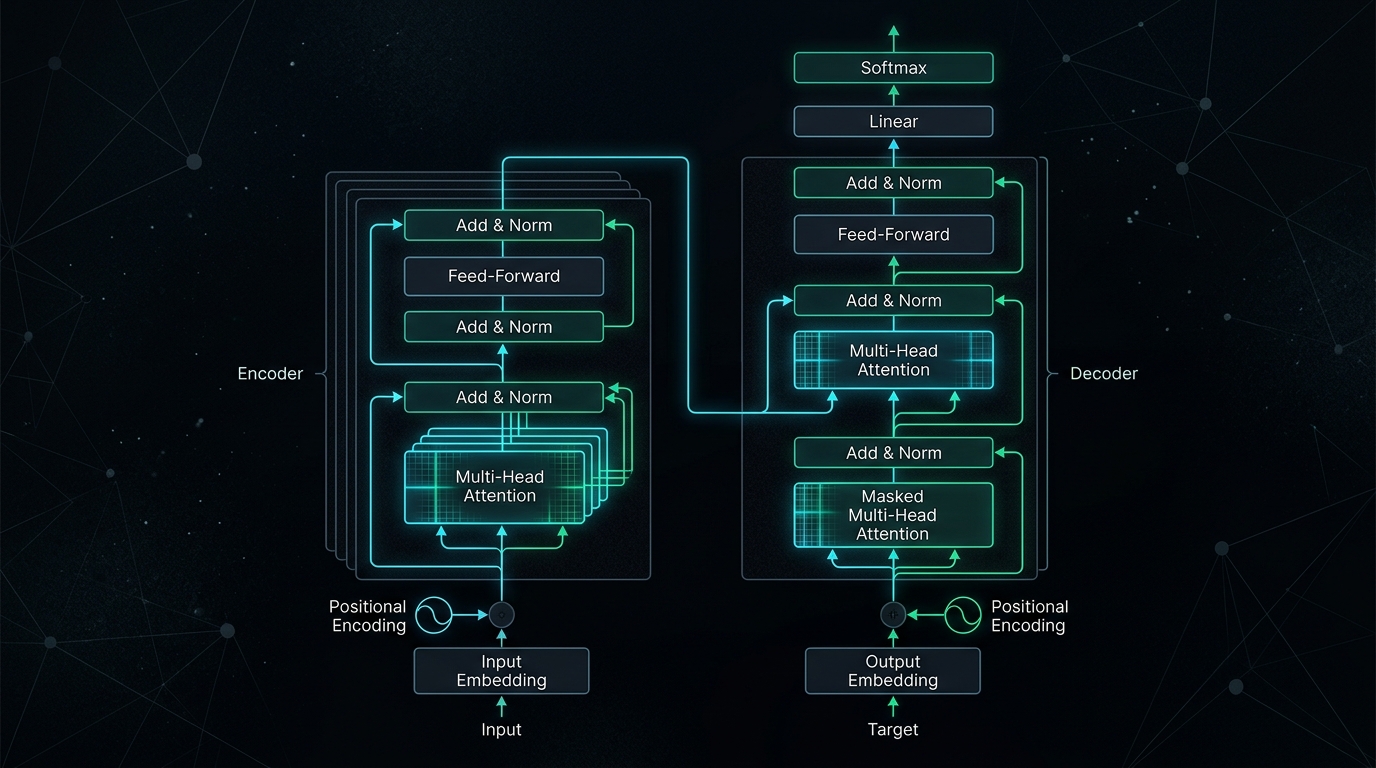 Softmax
Linear
Add & Norm
Feed-Forward
Add & Norm
Multi-Head
Attention
Add & Norm
Masked
Multi-Head
Attention
Decoder
Positional
Encoding
Output
Embedding
Target
Add & Norm
Feed-Forward
Add & Norm
Encoder
Add & Norm
Multi-Head
Attention
Positional
Encoding
Input
Embedding
Input